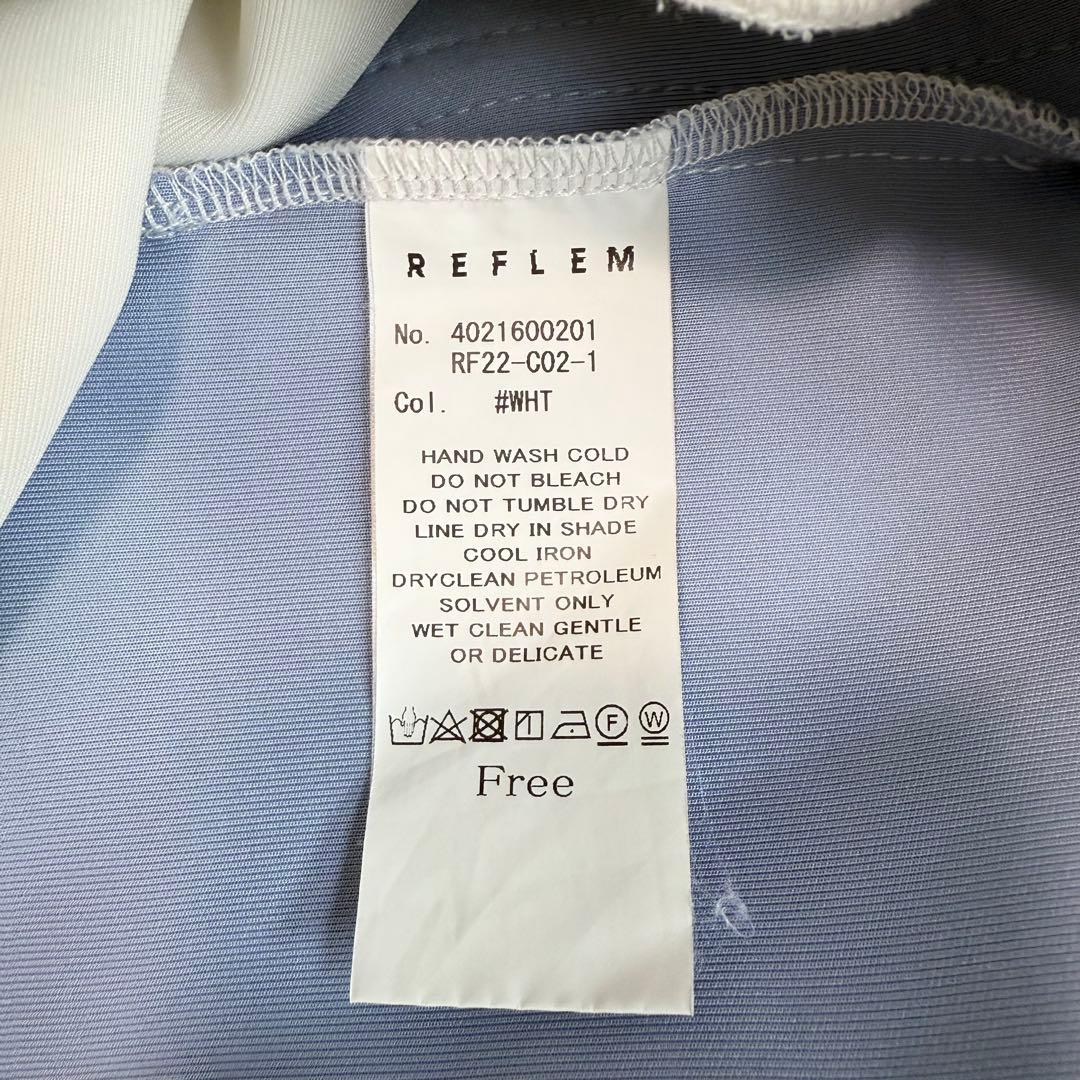 REFLEM
No. 4021600201
RF22-C02-1
Col. #WHT
HAND WASH COLD
DO NOT BLEACH
DO NOT TUMBLE DRY
LINE DRY IN SHADE
COOL IRON
DRYCLEAN PETROLEUM
SOLVENT ONLY
WET CLEAN GENTLE
OR DELICATE
F W
Free